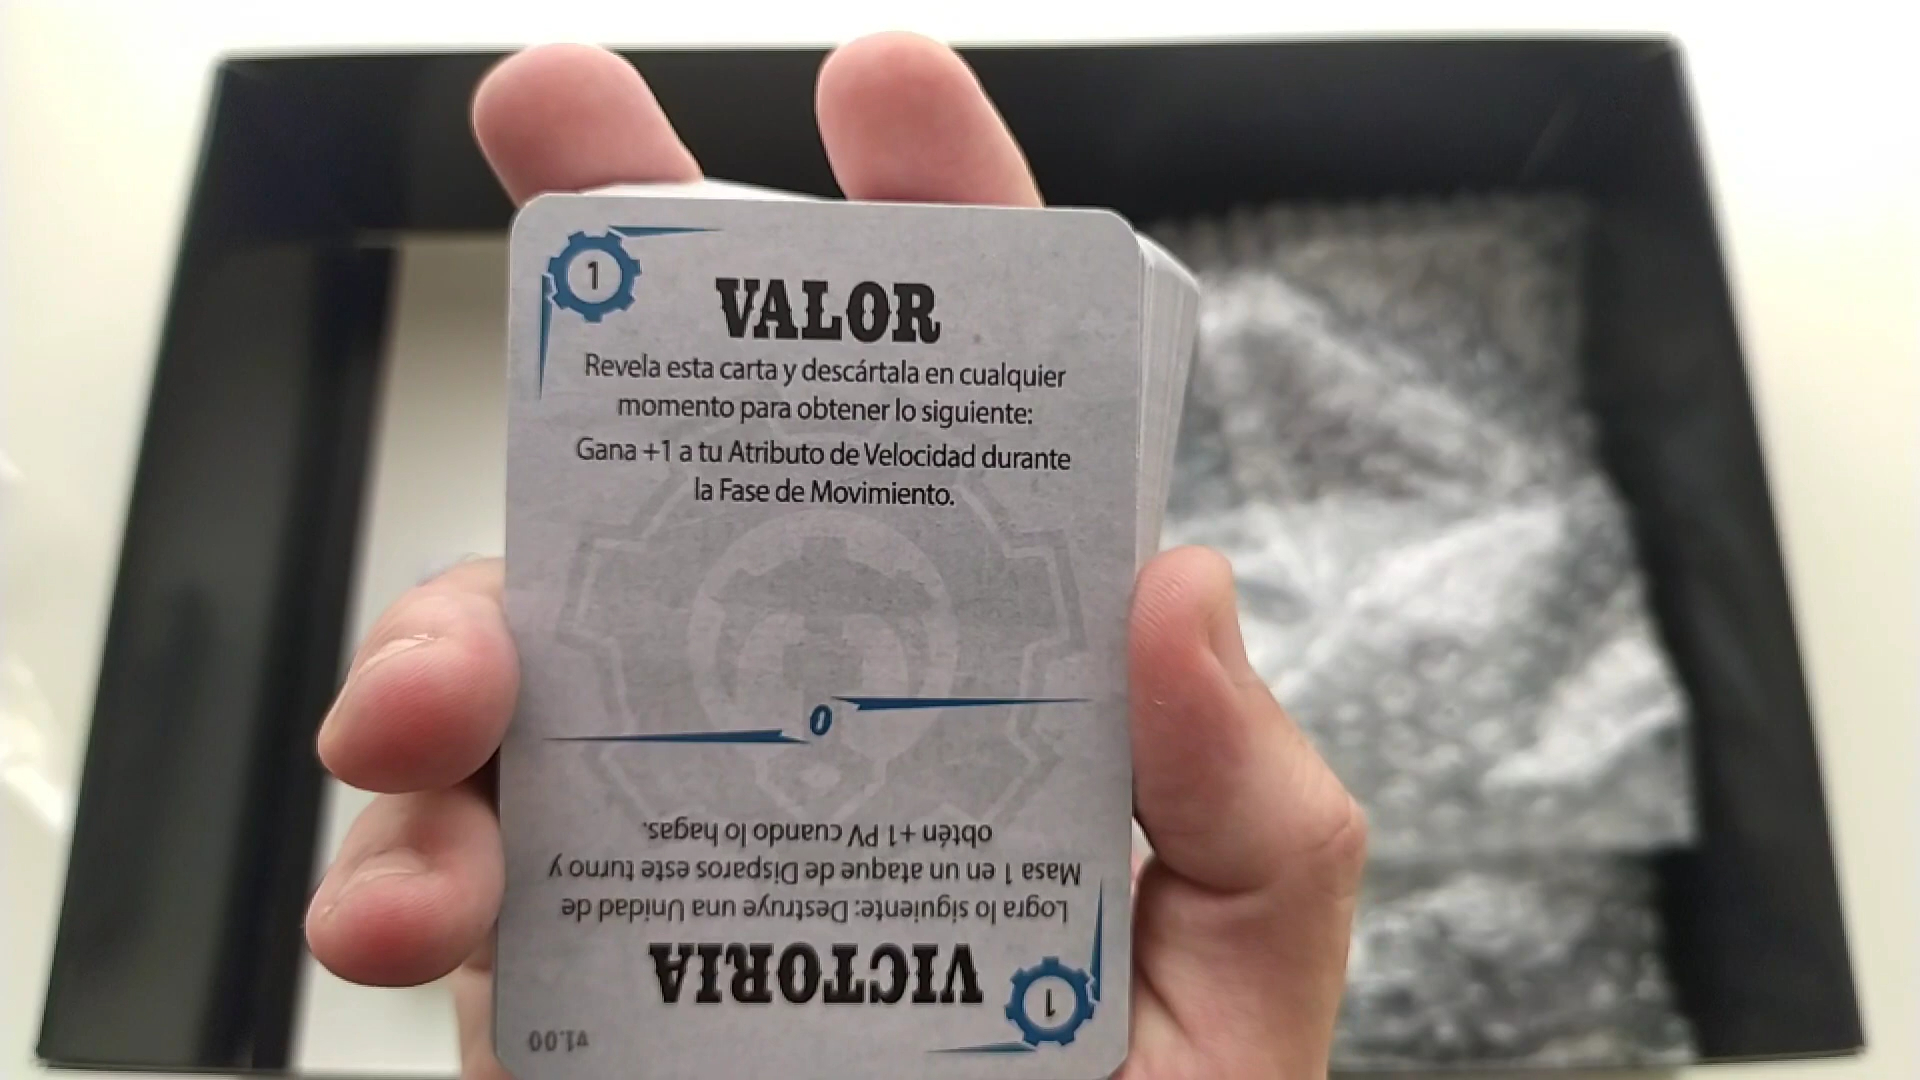 1
VALOR
Revela esta carta y descártala en cualquier
momento para obtener lo siguiente:
Gana +1 a tu Atributo de Velocidad durante
la Fase de Movimiento.
0
1
VICTORIA
Logra lo siguiente: Destruye una Unidad de
Masa 1 en un ataque de Disparos este turno y
obtén +1 PV cuando lo hagas.
v1.00